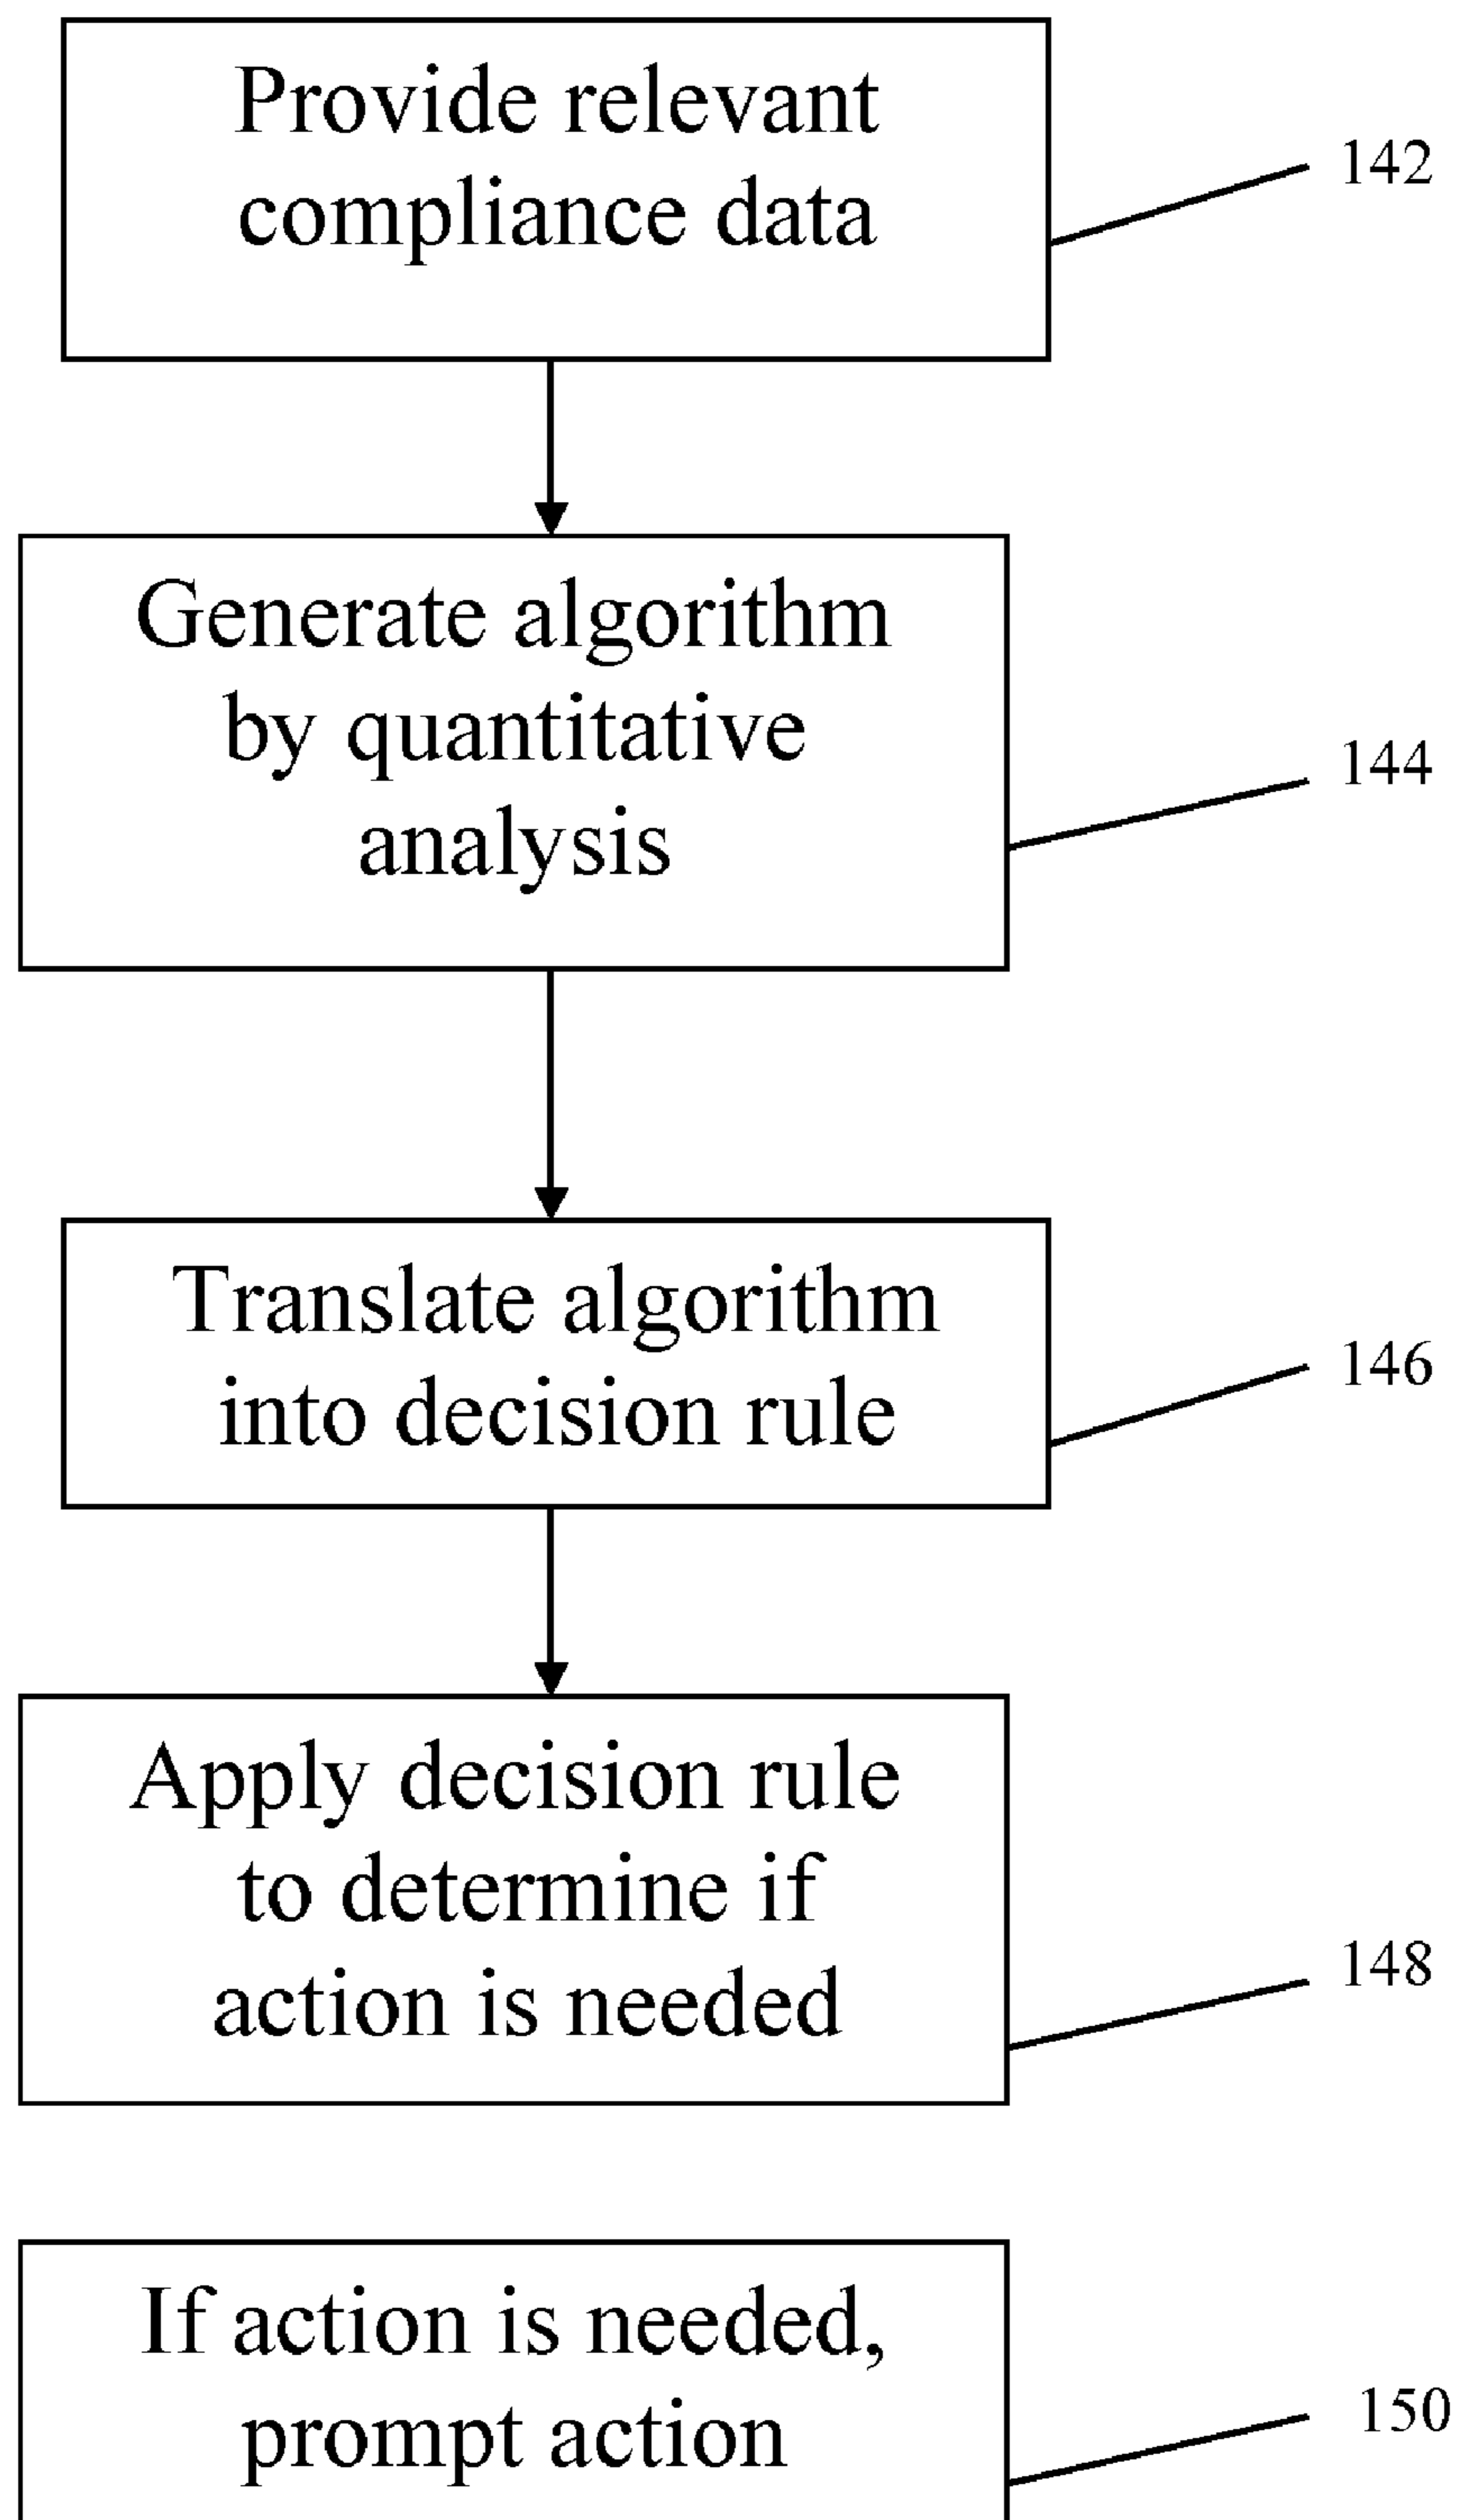 Provide relevant
compliance data
142
Generate algorithm
by quantitative
analysis
144
Translate algorithm
into decision rule
146
Apply decision rule
to determine if
action is needed
148
If action is needed,
prompt action
150